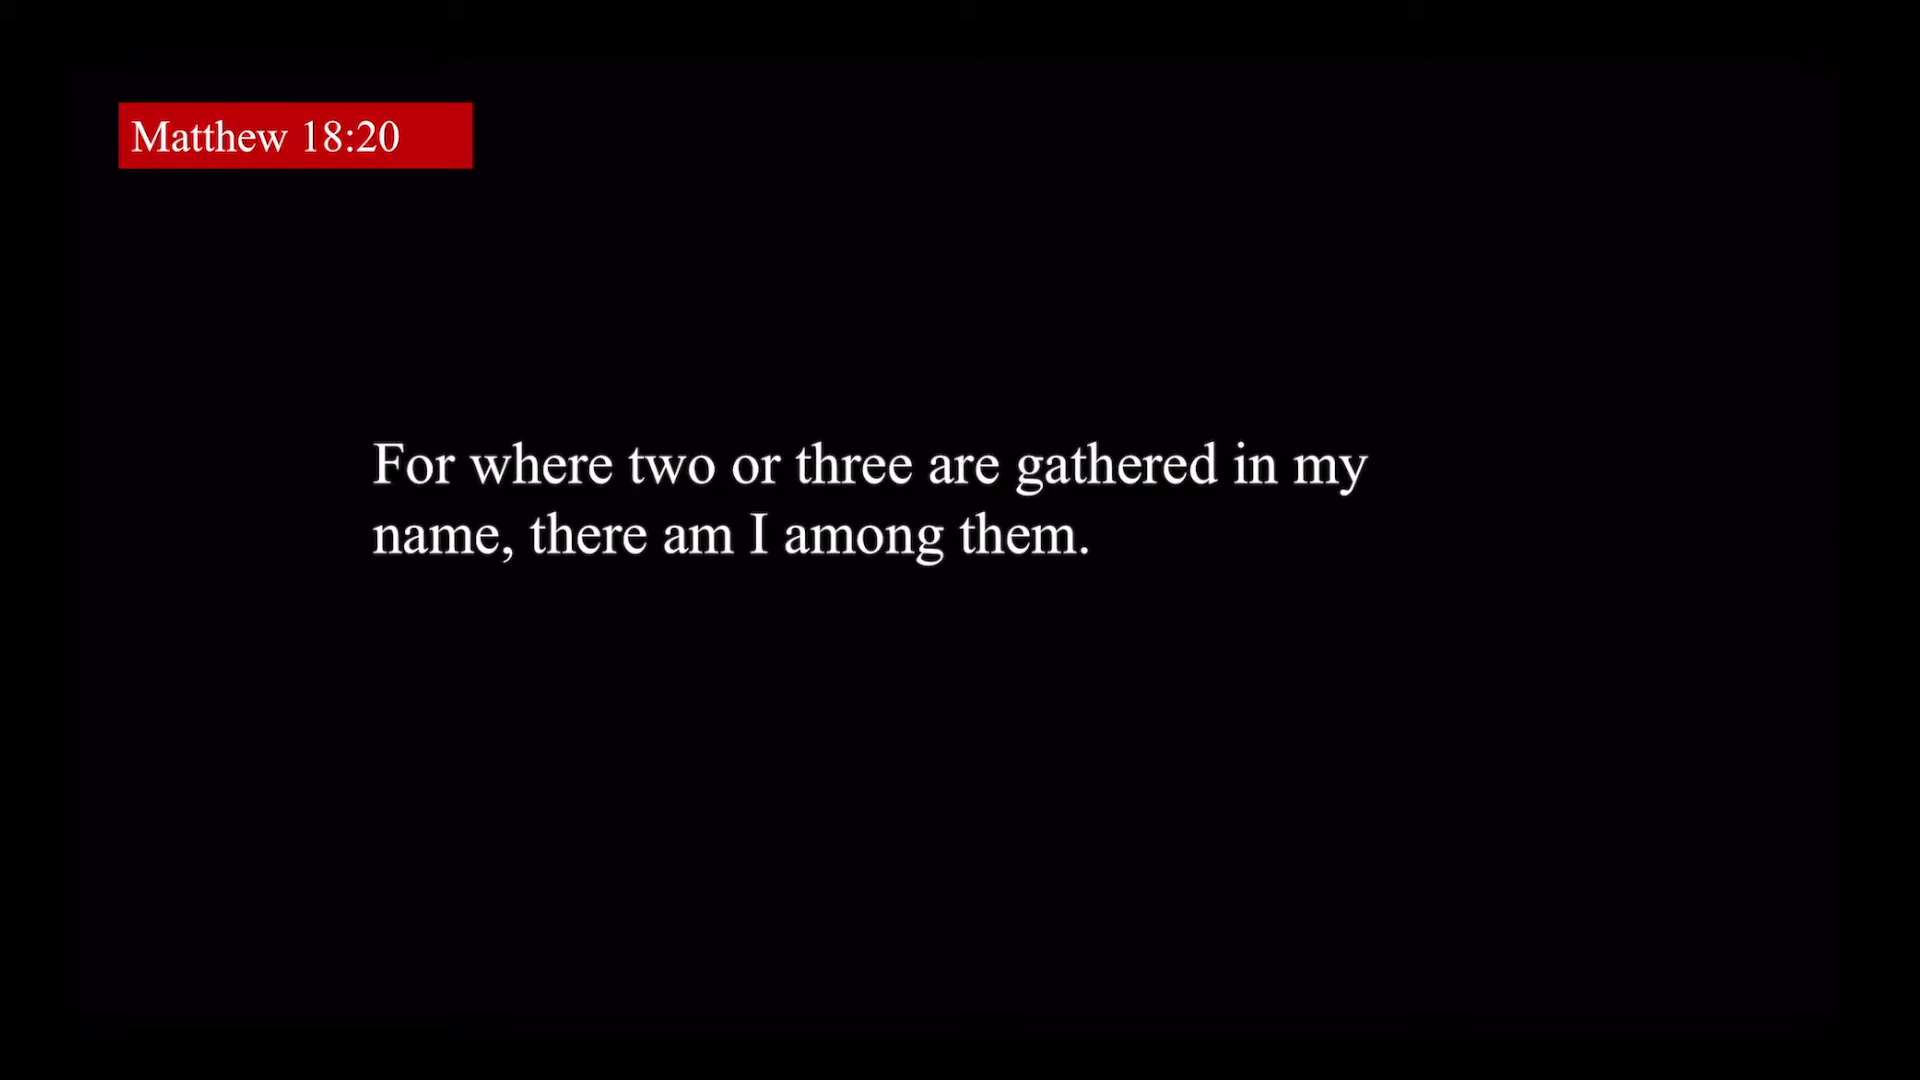 Matthew 18:20
For where two or three are gathered in my
name, there am I among them.